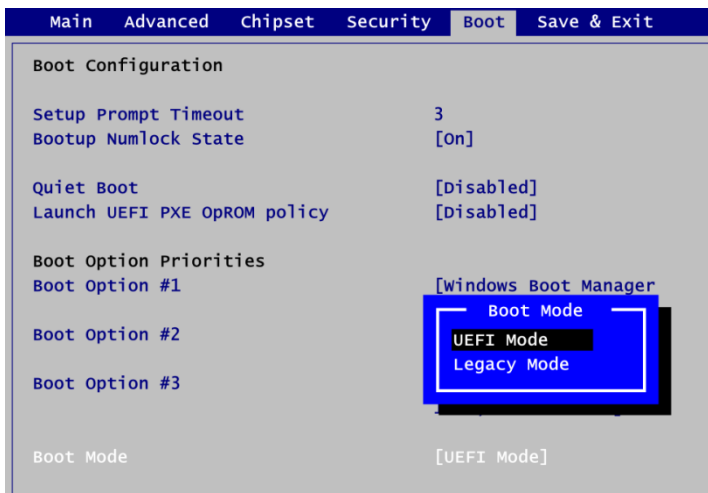 Main Advanced Chipset Security Boot Save & Exit
Boot Configuration
Setup Prompt Timeout 3
Bootup Numlock State [On]
Quiet Boot [Disabled]
Launch UEFI PXE OpROM policy [Disabled]
Boot Option Priorities
Boot Option #1 [Windows Boot Manager
Boot Mode
Boot Option #2
UEFI Mode
Legacy Mode
Boot Option #3
Boot Mode [UEFI Mode]